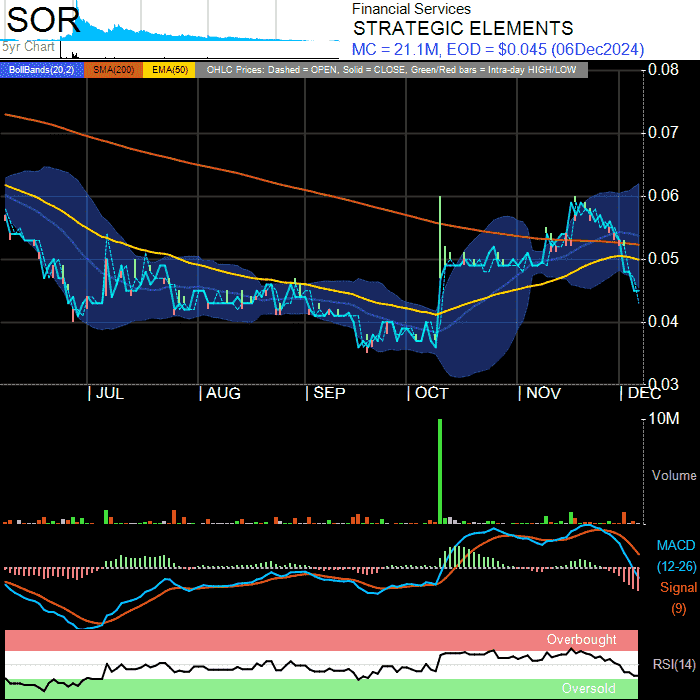 SOR
5yr Chart
Financial Services
STRATEGIC ELEMENTS
MC = 21.1M, EOD = $0.045 (06Dec2024)
BollBands(20,2) SMA(200) EMA(50) OHLC Prices: Dashed = OPEN, Solid = CLOSE, Green/Red bars = Intra-day HIGH/LOW
0.08
0.07
0.06
0.05
0.04
0.03
| JUL | AUG | SEP | OCT | NOV | DEC
10M
Volume
MACD
(12-26)
Signal
(9)
Overbought
RSI(14)
Oversold